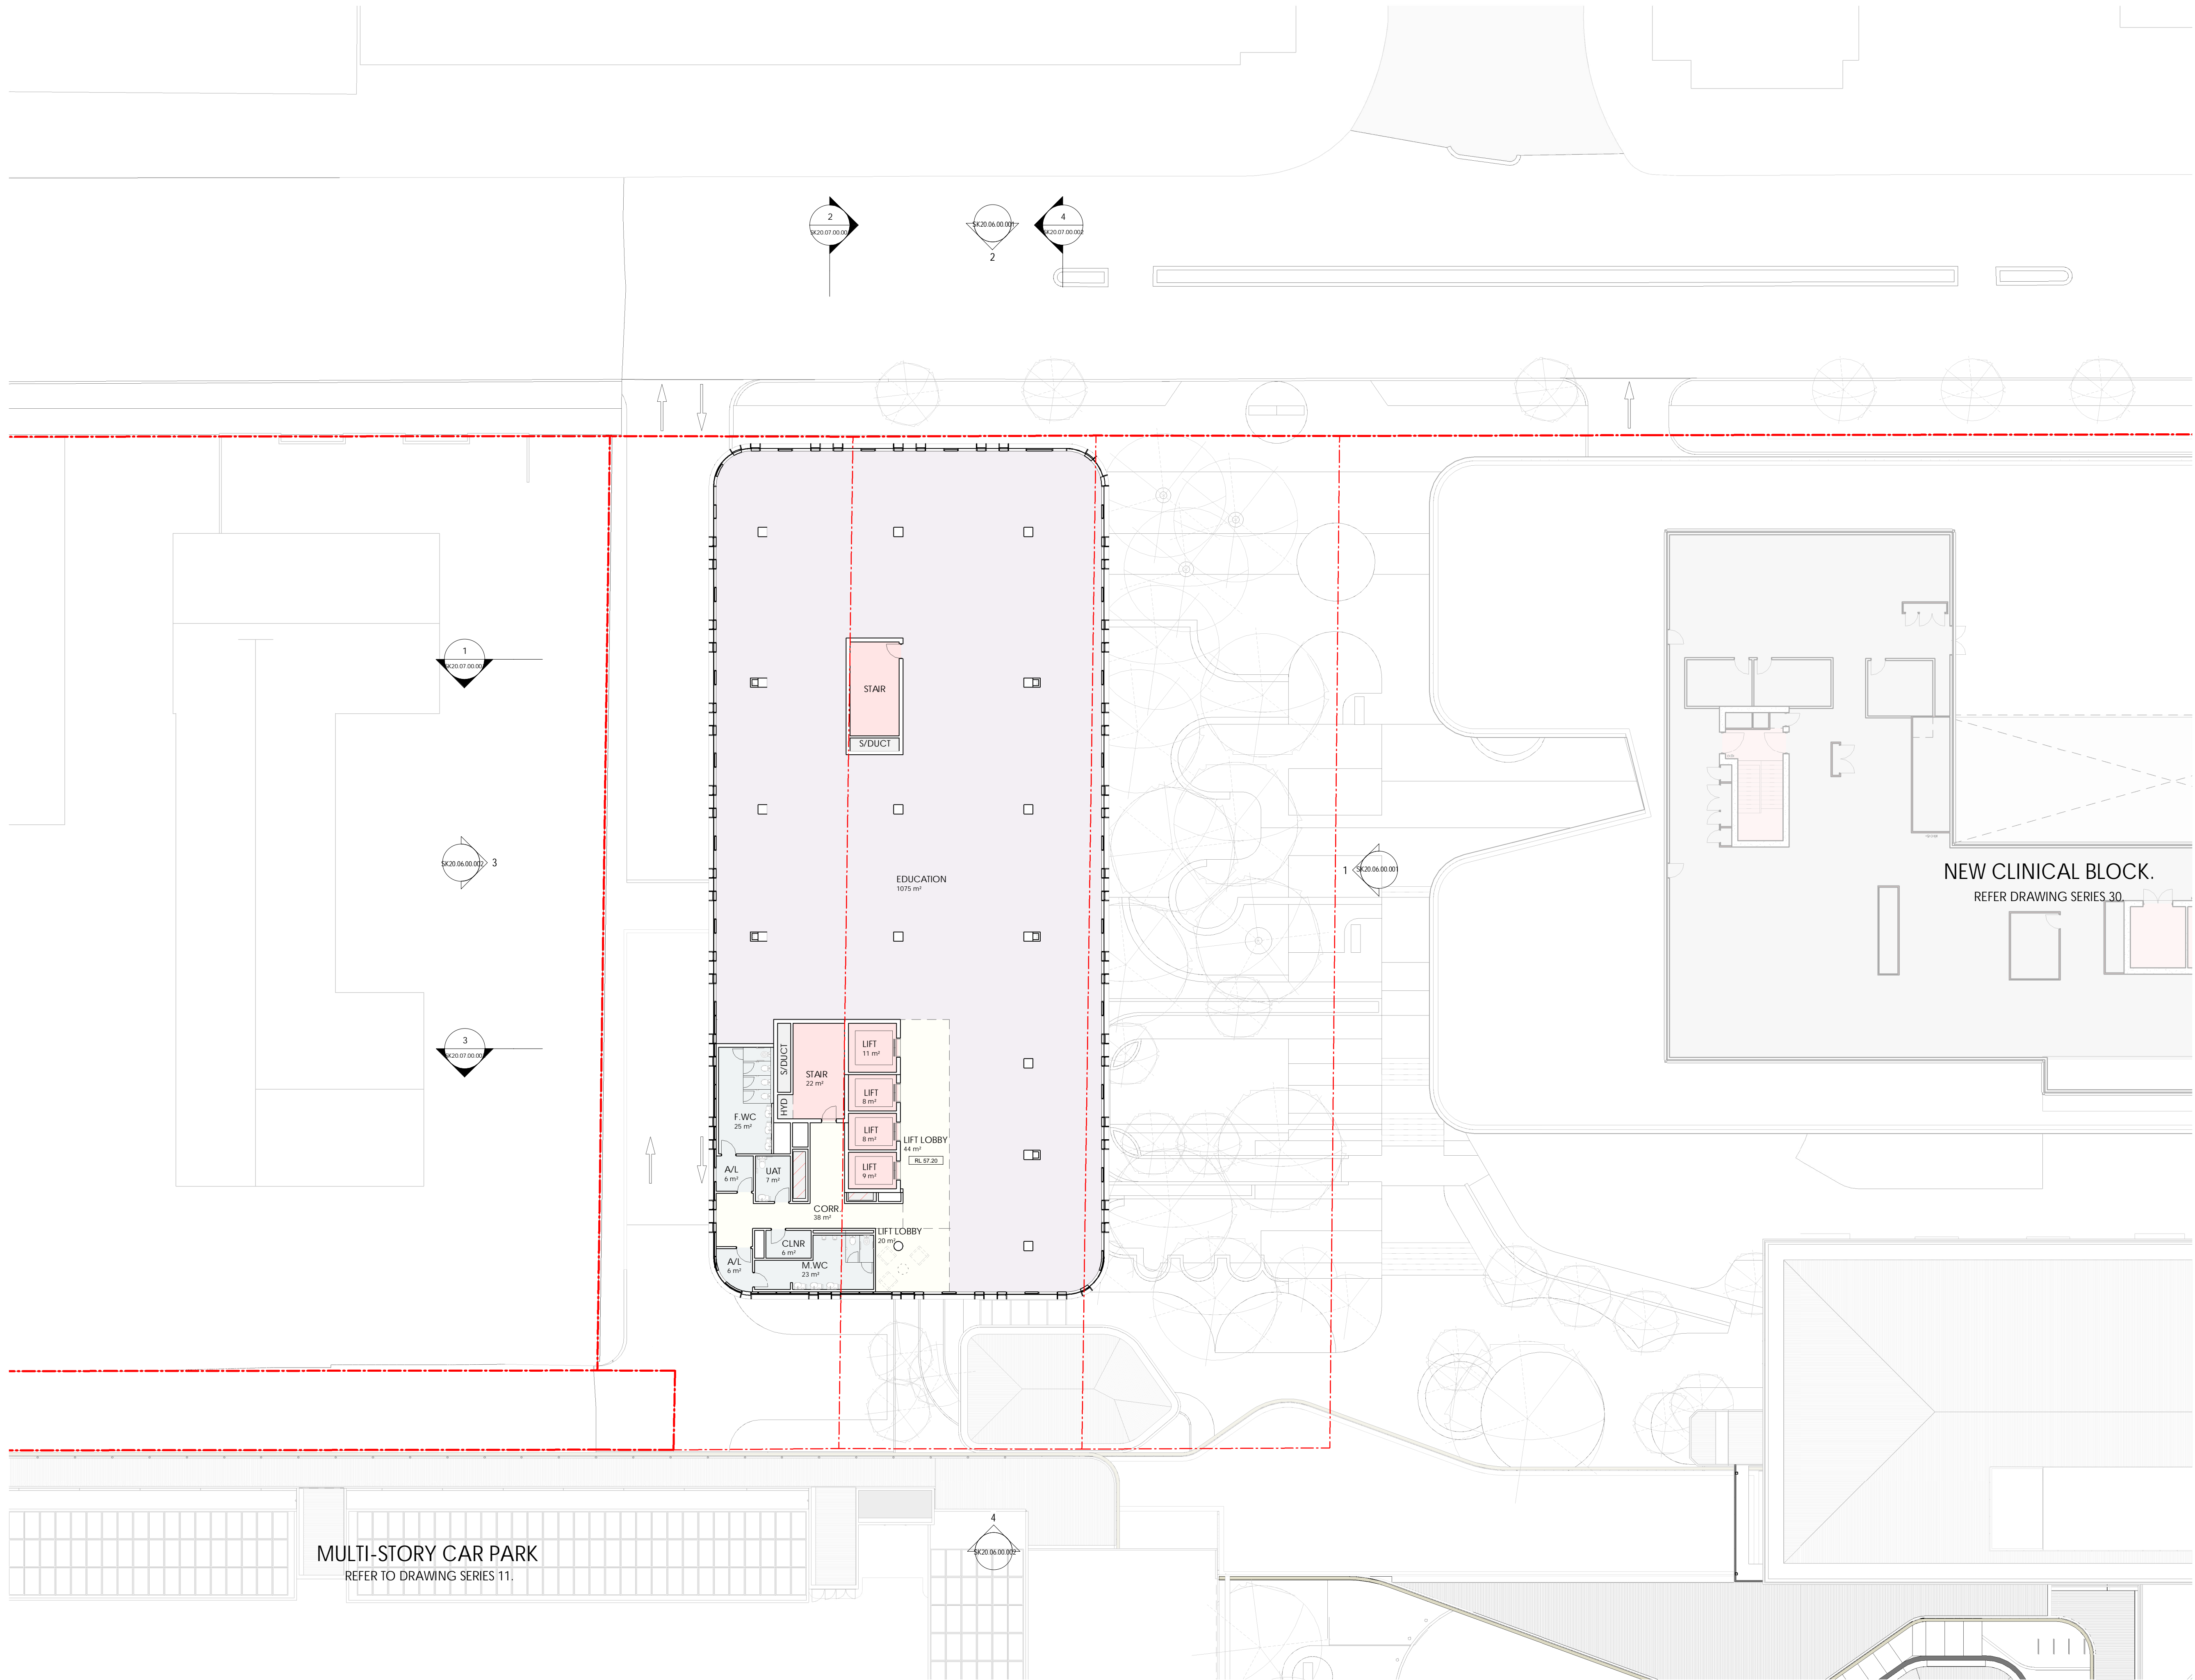 2
SK20.07.00.00
SK20.06.00.001
2
4
SK20.07.00.002
1
SK20.07.00.00
STAIR
S/DUCT
SK20.06.00.002
3
1
SK20.06.00.001
EDUCATION
1075 m²
NEW CLINICAL BLOCK.
REFER DRAWING SERIES 30.
3
SK20.07.00.00
S/DUCT
HYD
STAIR
22 m²
LIFT
11 m²
LIFT
8 m²
LIFT
8 m²
LIFT
9 m²
F.WC
25 m²
LIFT LOBBY
44 m²
RL 57.20
A/L
6 m²
UAT
7 m²
CORR.
38 m²
LIFT LOBBY
20 m²
CLNR
6 m²
A/L
6 m²
M.WC
23 m²
4
SK20.06.00.002
MULTI-STORY CAR PARK
REFER TO DRAWING SERIES 11.